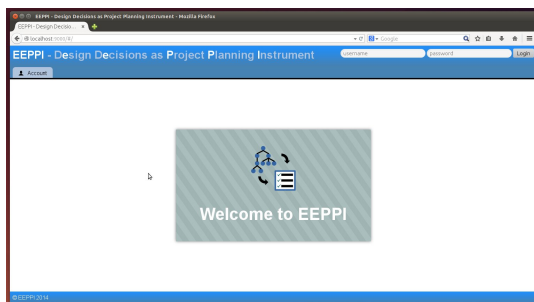 EEPPI - Design Decisions as Project Planning Instrument - Mozilla Firefox
EEPPI - Design Decisio...
localhost:9000/#/
Google
EEPPI - Design Decisions as Project Planning Instrument
username
password
Login
Account
Welcome to EEPPI
© EEPPI 2014